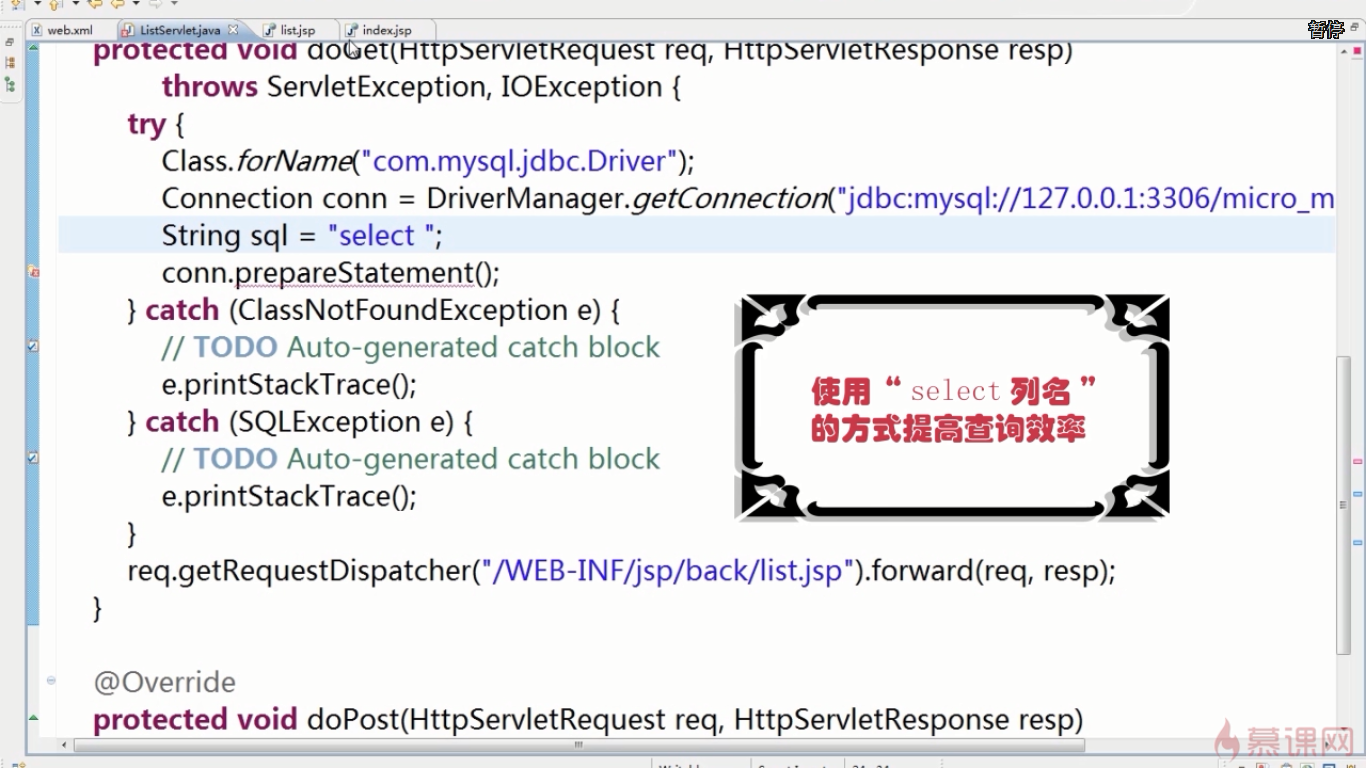 web.xml ListServlet.java list.jsp index.jsp 暂停
protected void doGet(HttpServletRequest req, HttpServletResponse resp)
throws ServletException, IOException {
try {
Class.forName("com.mysql.jdbc.Driver");
Connection conn = DriverManager.getConnection("jdbc:mysql://127.0.0.1:3306/micro_m
String sql = "select ";
conn.prepareStatement();
} catch (ClassNotFoundException e) {
// TODO Auto-generated catch block
e.printStackTrace();
} catch (SQLException e) {
// TODO Auto-generated catch block
e.printStackTrace();
}
req.getRequestDispatcher("/WEB-INF/jsp/back/list.jsp").forward(req, resp);
}
使用“select 列名”
的方式提高查询效率
@Override
protected void doPost(HttpServletRequest req, HttpServletResponse resp)
慕课网